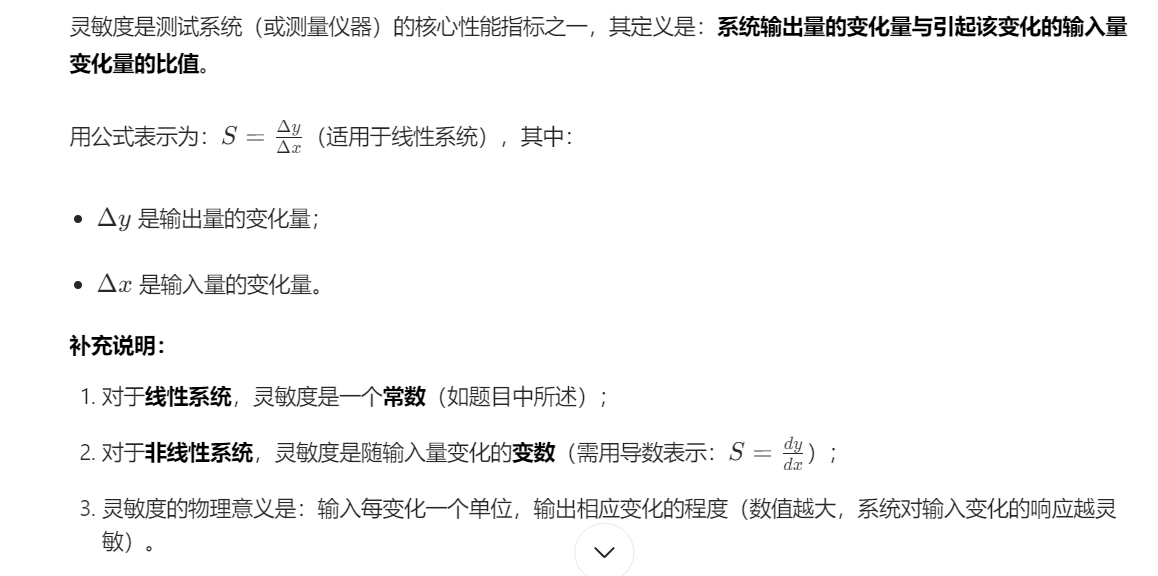 灵敏度是测试系统（或测量仪器）的核心性能指标之一，其定义是：系统输出量的变化量与引起该变化的输入量
变化量的比值。
用公式表示为：S = Δy/Δx（适用于线性系统），其中：
• Δy 是输出量的变化量；
• Δx 是输入量的变化量。
补充说明：
1. 对于线性系统，灵敏度是一个常数（如题目中所述）；
2. 对于非线性系统，灵敏度是随输入量变化的变数（需用导数表示：S = dy/dx）；
3. 灵敏度的物理意义是：输入每变化一个单位，输出相应变化的程度（数值越大，系统对输入变化的响应越灵
敏）。